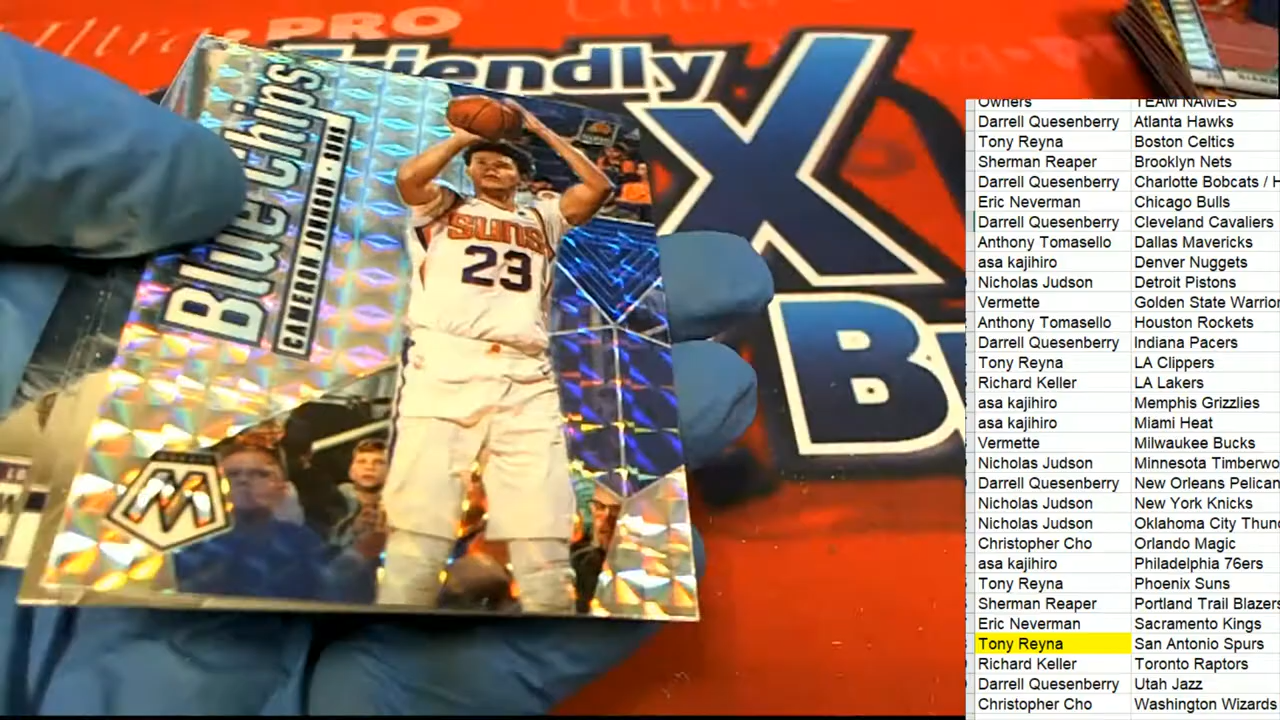 Ultra PRO
Friendly
X
B
Blue chips
CAMERON JOHNSON • SUNS
SUNS
23
MOSAIC
M
Owners TEAM NAMES
Darrell Quesenberry Atlanta Hawks
Tony Reyna Boston Celtics
Sherman Reaper Brooklyn Nets
Darrell Quesenberry Charlotte Bobcats / H
Eric Neverman Chicago Bulls
Darrell Quesenberry Cleveland Cavaliers
Anthony Tomasello Dallas Mavericks
asa kajihiro Denver Nuggets
Nicholas Judson Detroit Pistons
Vermette Golden State Warrior
Anthony Tomasello Houston Rockets
Darrell Quesenberry Indiana Pacers
Tony Reyna LA Clippers
Richard Keller LA Lakers
asa kajihiro Memphis Grizzlies
asa kajihiro Miami Heat
Vermette Milwaukee Bucks
Nicholas Judson Minnesota Timberwo
Darrell Quesenberry New Orleans Pelican
Nicholas Judson New York Knicks
Nicholas Judson Oklahoma City Thun
Christopher Cho Orlando Magic
asa kajihiro Philadelphia 76ers
Tony Reyna Phoenix Suns
Sherman Reaper Portland Trail Blazers
Eric Neverman Sacramento Kings
Tony Reyna San Antonio Spurs
Richard Keller Toronto Raptors
Darrell Quesenberry Utah Jazz
Christopher Cho Washington Wizards